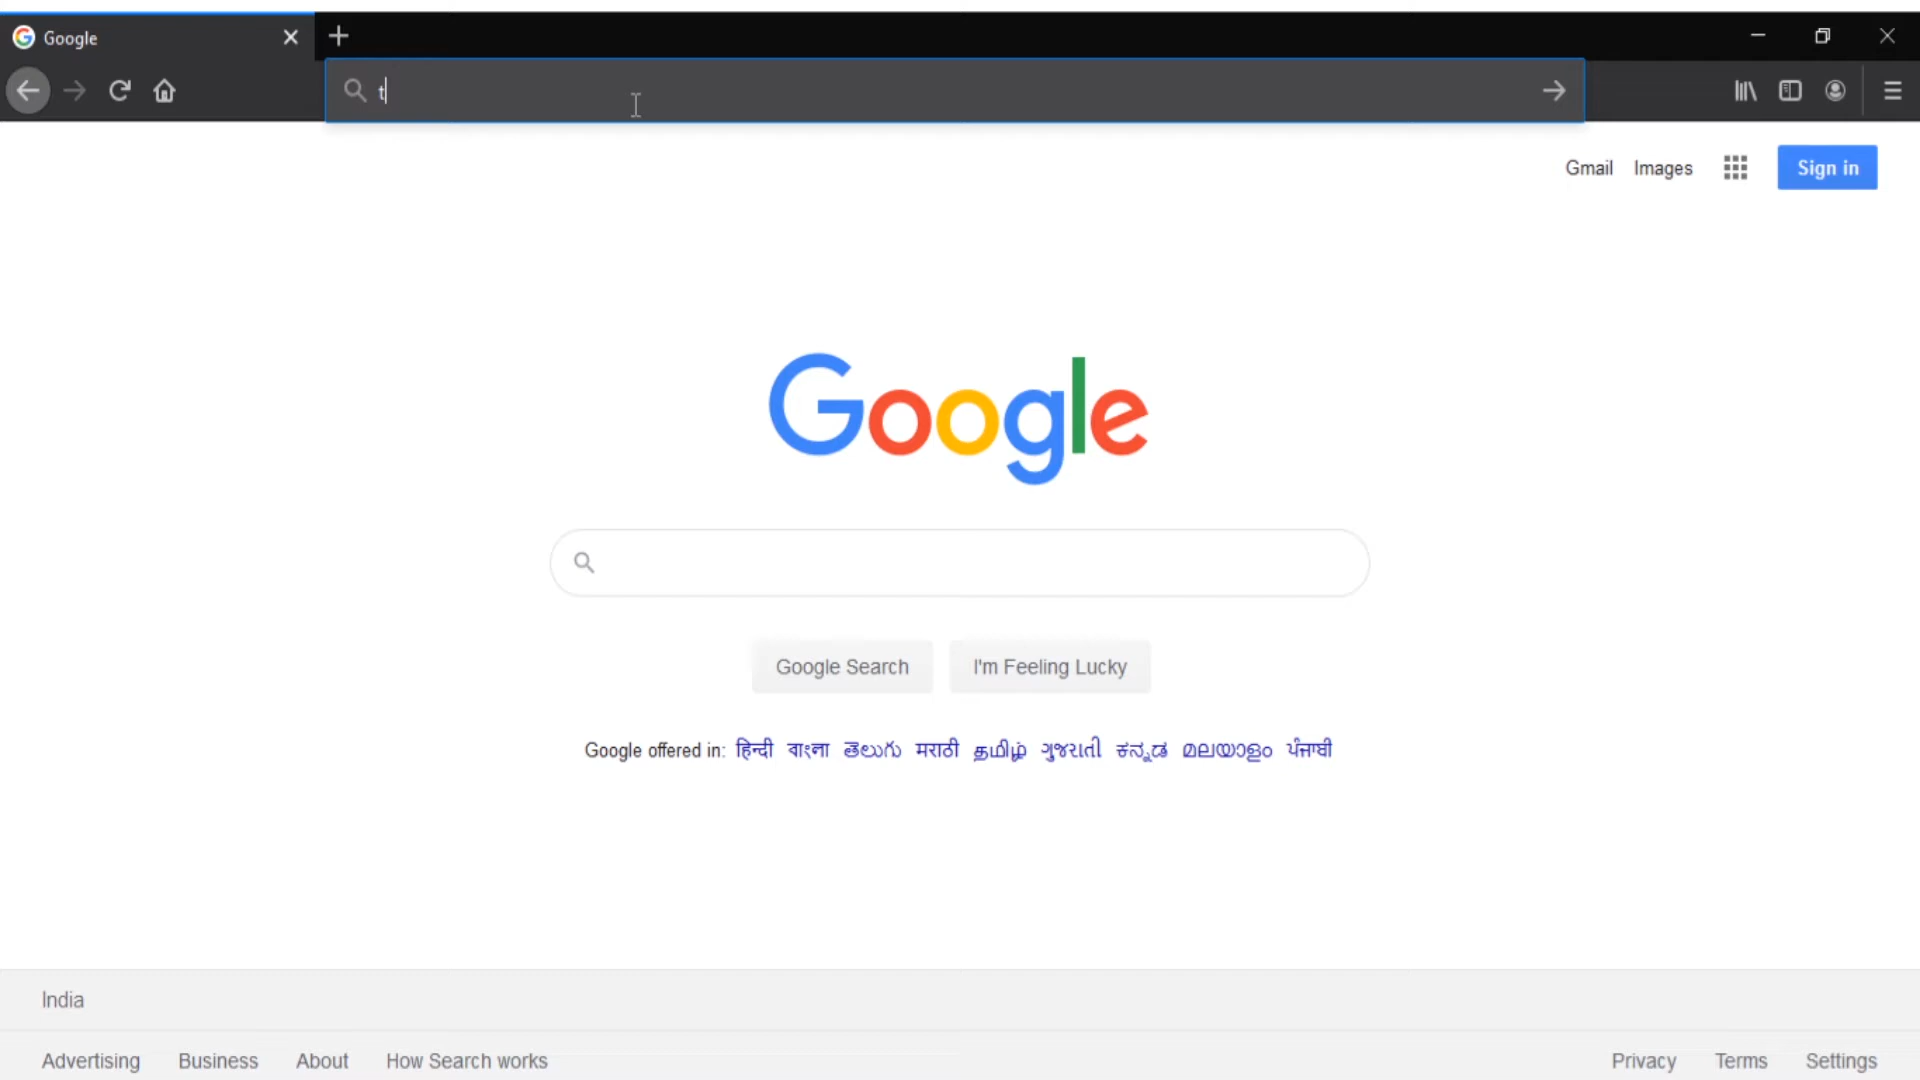 Google
t
Gmail Images Sign in
Google
Google Search I'm Feeling Lucky
Google offered in: हिन्दी বাংলা తెలుగు मराठी தமிழ் ગુજરાતી ಕನ್ನಡ മലയാളം ਪੰਜਾਬੀ
India
Advertising Business About How Search works Privacy Terms Settings